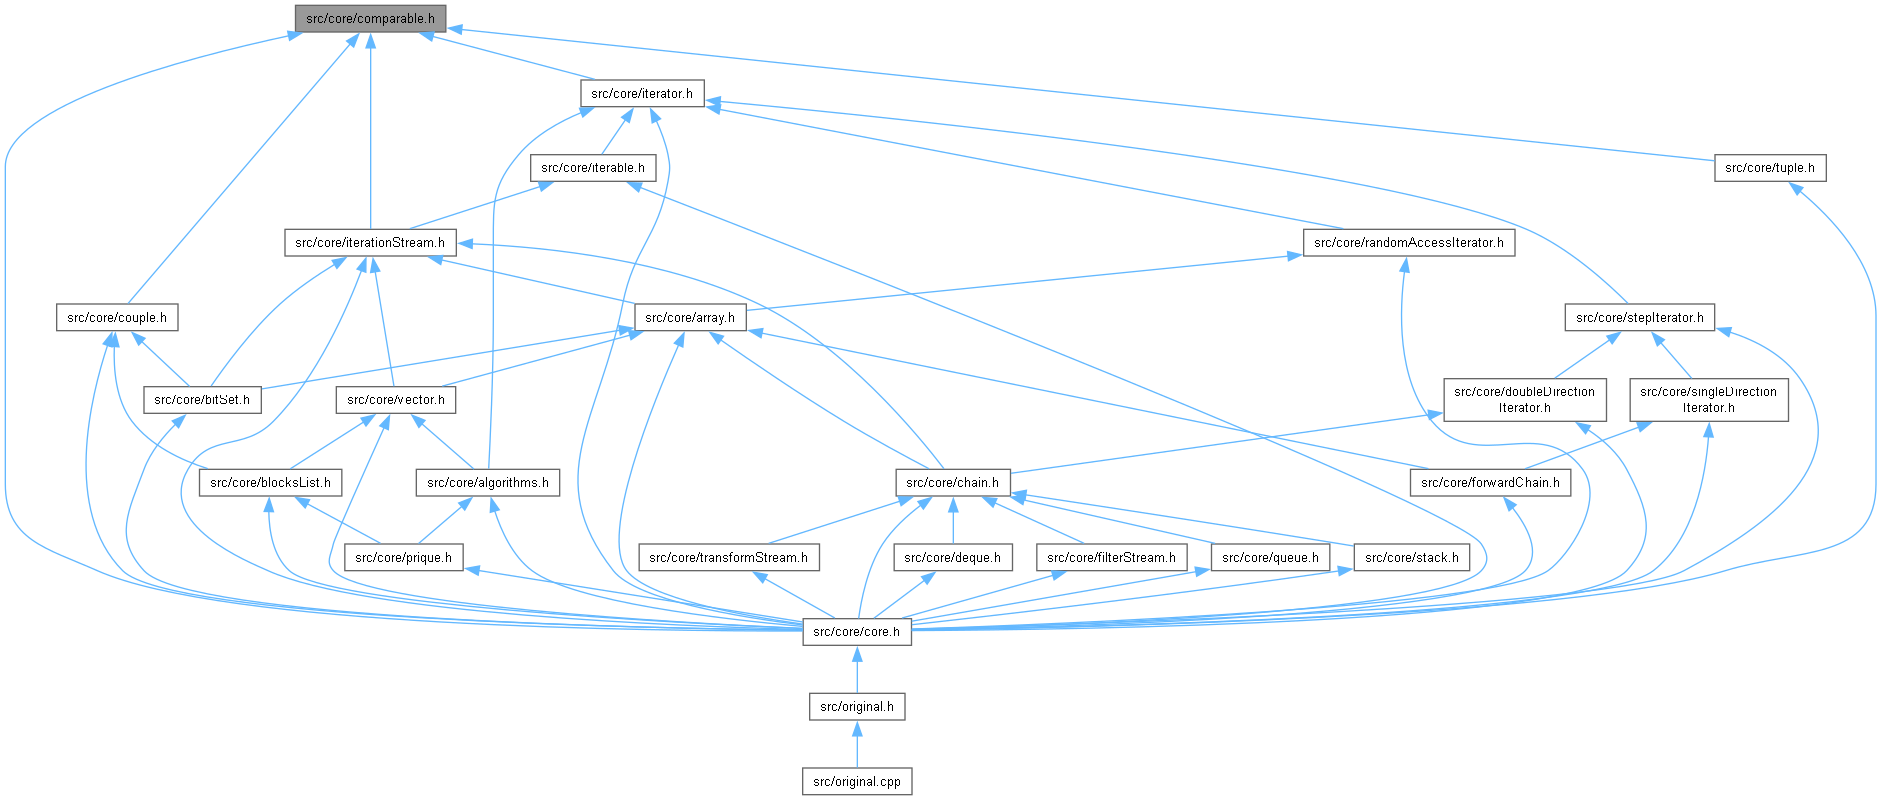 src/core/comparable.h
src/core/iterator.h
src/core/iterable.h
src/core/tuple.h
src/core/iterationStream.h
src/core/randomAccessIterator.h
src/core/couple.h
src/core/array.h
src/core/stepIterator.h
src/core/bitSet.h
src/core/vector.h
src/core/doubleDirection
Iterator.h
src/core/singleDirection
Iterator.h
src/core/blocksList.h
src/core/algorithms.h
src/core/chain.h
src/core/forwardChain.h
src/core/prique.h
src/core/transformStream.h
src/core/deque.h
src/core/filterStream.h
src/core/queue.h
src/core/stack.h
src/core/core.h
src/original.h
src/original.cpp